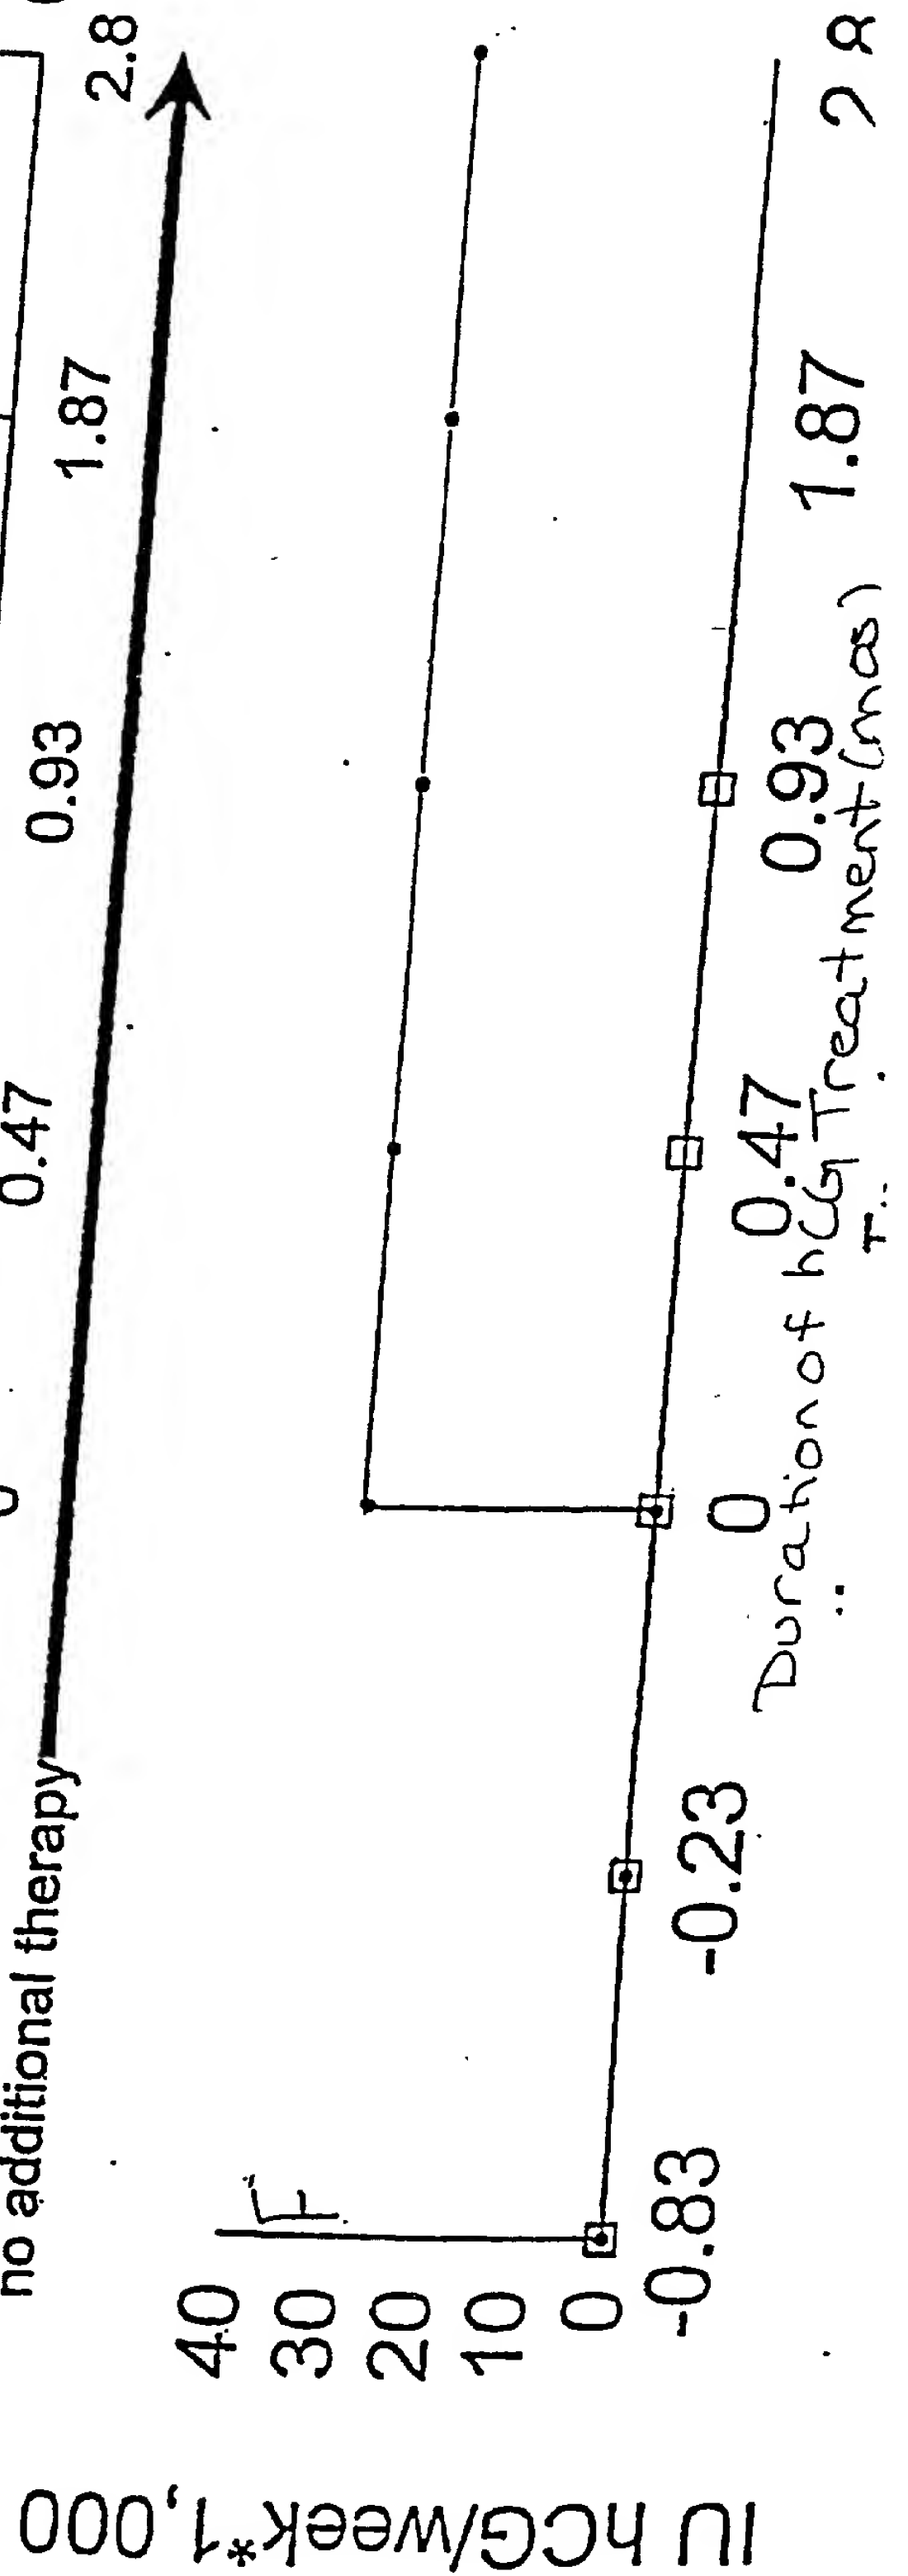 0 0.47 0.93 1.87 2.8
no additional therapy
IU hCG/week*1,000
40
30
20
10
0
F
-0.83 -0.23 0 0.47 0.93 1.87 2.8
Duration of hCG Treatment (mos)